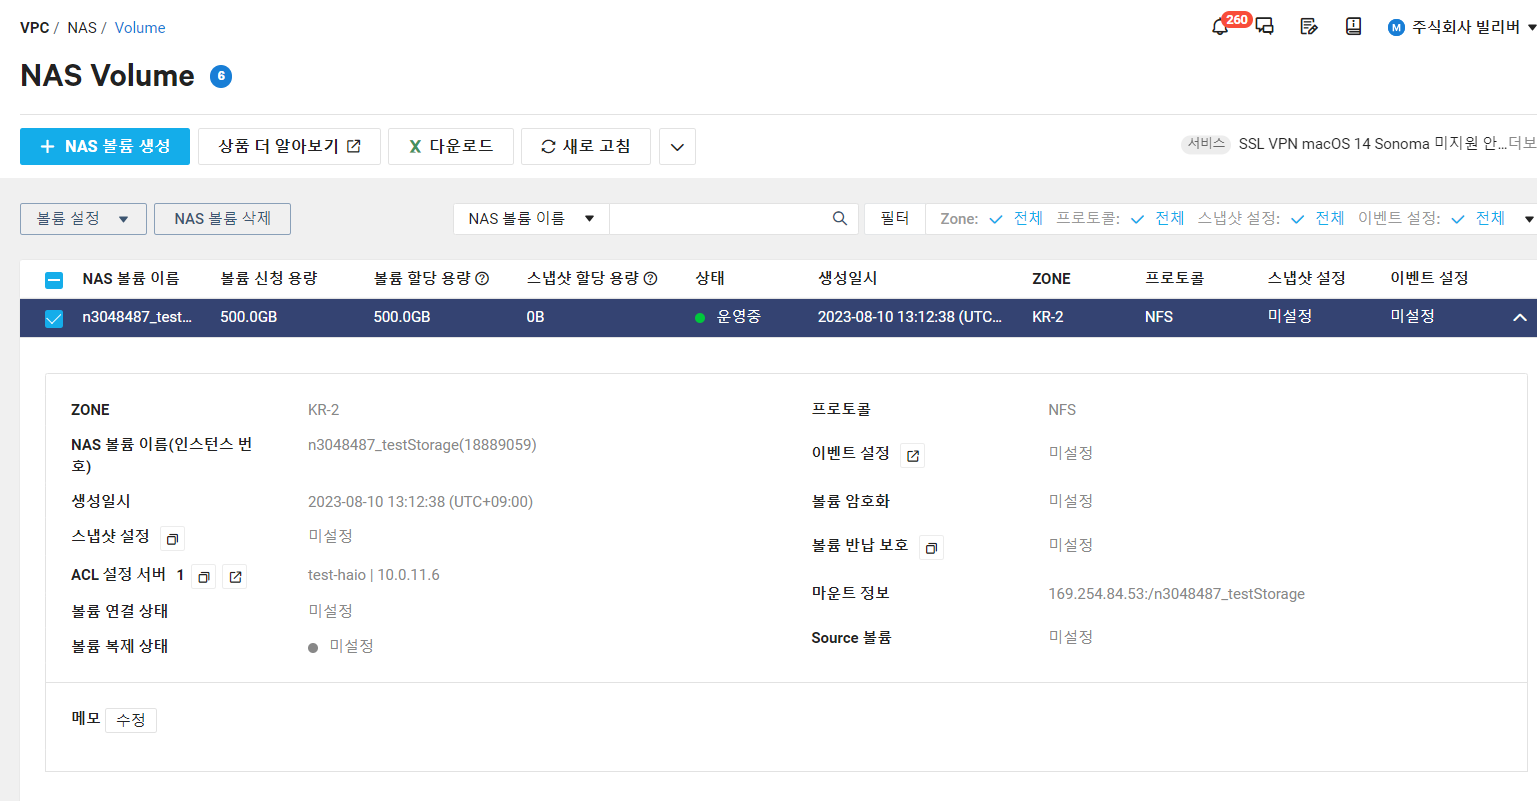 VPC / NAS / Volume
260
M 주식회사 빌리버
NAS Volume 6
NAS 볼륨 생성 상품 더 알아보기 X 다운로드 새로 고침
서비스 SSL VPN macOS 14 Sonoma 미지원 안...더보
볼륨 설정 NAS 볼륨 삭제 NAS 볼륨 이름 필터 Zone: 전체 프로토콜: 전체 스냅샷 설정: 전체 이벤트 설정: 전체
NAS 볼륨 이름 볼륨 신청 용량 볼륨 할당 용량 스냅샷 할당 용량 상태 생성일시 ZONE 프로토콜 스냅샷 설정 이벤트 설정
n3048487_test... 500.0GB 500.0GB 0B 운영중 2023-08-10 13:12:38 (UTC... KR-2 NFS 미설정 미설정
ZONE KR-2
NAS 볼륨 이름(인스턴스 번
호) n3048487_testStorage(18889059)
생성일시 2023-08-10 13:12:38 (UTC+09:00)
스냅샷 설정 미설정
ACL 설정 서버 1 test-haio | 10.0.11.6
볼륨 연결 상태 미설정
볼륨 복제 상태 미설정
프로토콜 NFS
이벤트 설정 미설정
볼륨 암호화 미설정
볼륨 반납 보호 미설정
마운트 정보 169.254.84.53:/n3048487_testStorage
Source 볼륨 미설정
메모 수정